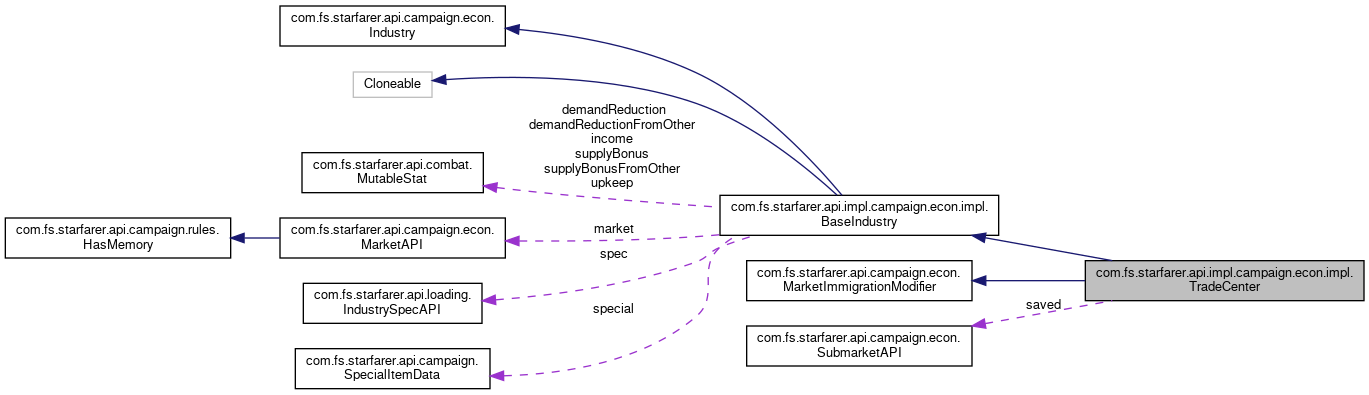 com.fs.starfarer.api.campaign.econ.
Industry
Cloneable
demandReduction
demandReductionFromOther
income
supplyBonus
supplyBonusFromOther
upkeep
com.fs.starfarer.api.combat.
MutableStat
com.fs.starfarer.api.impl.campaign.econ.impl.
BaseIndustry
com.fs.starfarer.api.campaign.rules.
HasMemory
com.fs.starfarer.api.campaign.econ.
MarketAPI
market
spec
com.fs.starfarer.api.campaign.econ.
MarketImmigrationModifier
com.fs.starfarer.api.impl.campaign.econ.impl.
TradeCenter
com.fs.starfarer.api.loading.
IndustrySpecAPI
special
saved
com.fs.starfarer.api.campaign.econ.
SubmarketAPI
com.fs.starfarer.api.campaign.
SpecialItemData